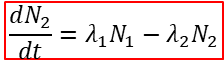 dN₂/dt = λ₁N₁ − λ₂N₂